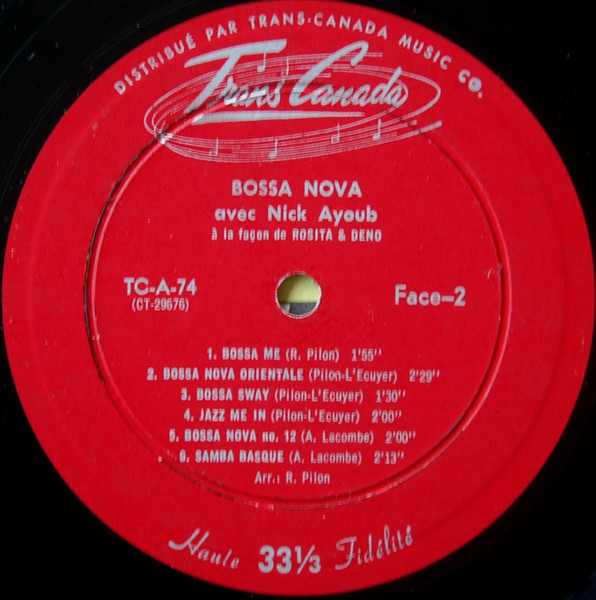 DISTRIBUÉ PAR TRANS-CANADA MUSIC CO.
Trans Canada
BOSSA NOVA
avéc Nick Ayoub
à la façon de ROSITA & DENO
TC-A-74
(CT-29676)
Face-2
1. BOSSA ME (R. Pilon) 1'55''
2. BOSSA NOVA ORIENTALE (Pilon-L'Ecuyer) 2'29''
3. BOSSA SWAY (Pilon-L'Ecuyer) 1'30''
4. JAZZ ME IN (Pilon-L'Ecuyer) 2'00''
5. BOSSA NOVA no. 12 (A. Lacombe) 2'00''
6. SAMBA BASQUE (A. Lacombe) 2'13''
Arr.: R. Pilon
Haute 33⅓ Fidélité